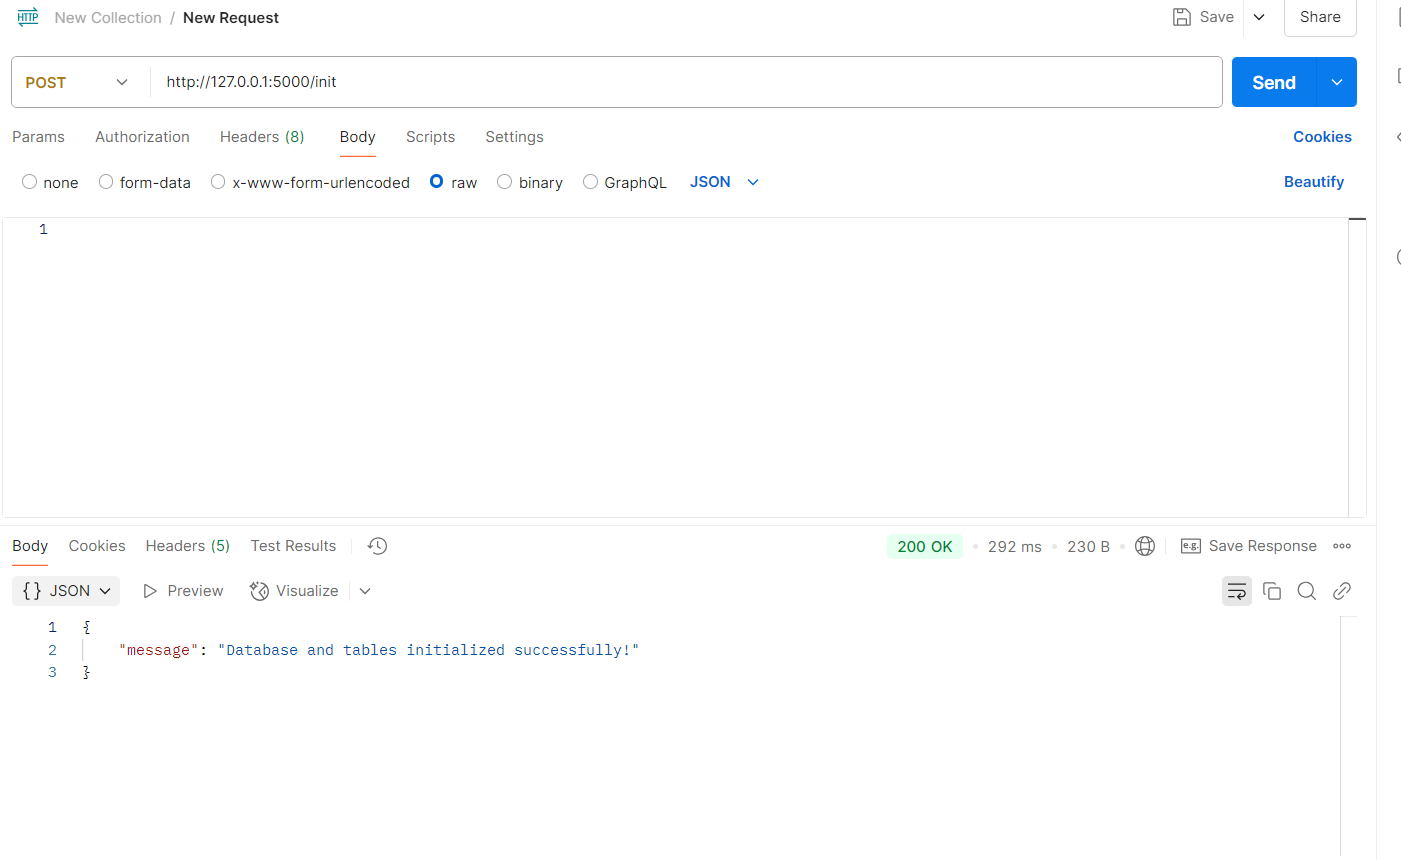 HTTP New Collection / New Request Save Share
POST http://127.0.0.1:5000/init Send
Params Authorization Headers (8) Body Scripts Settings Cookies
none form-data x-www-form-urlencoded raw binary GraphQL JSON Beautify
1
Body Cookies Headers (5) Test Results 200 OK • 292 ms • 230 B • e.g. Save Response
{} JSON Preview Visualize
1 {
2 "message": "Database and tables initialized successfully!"
3 }